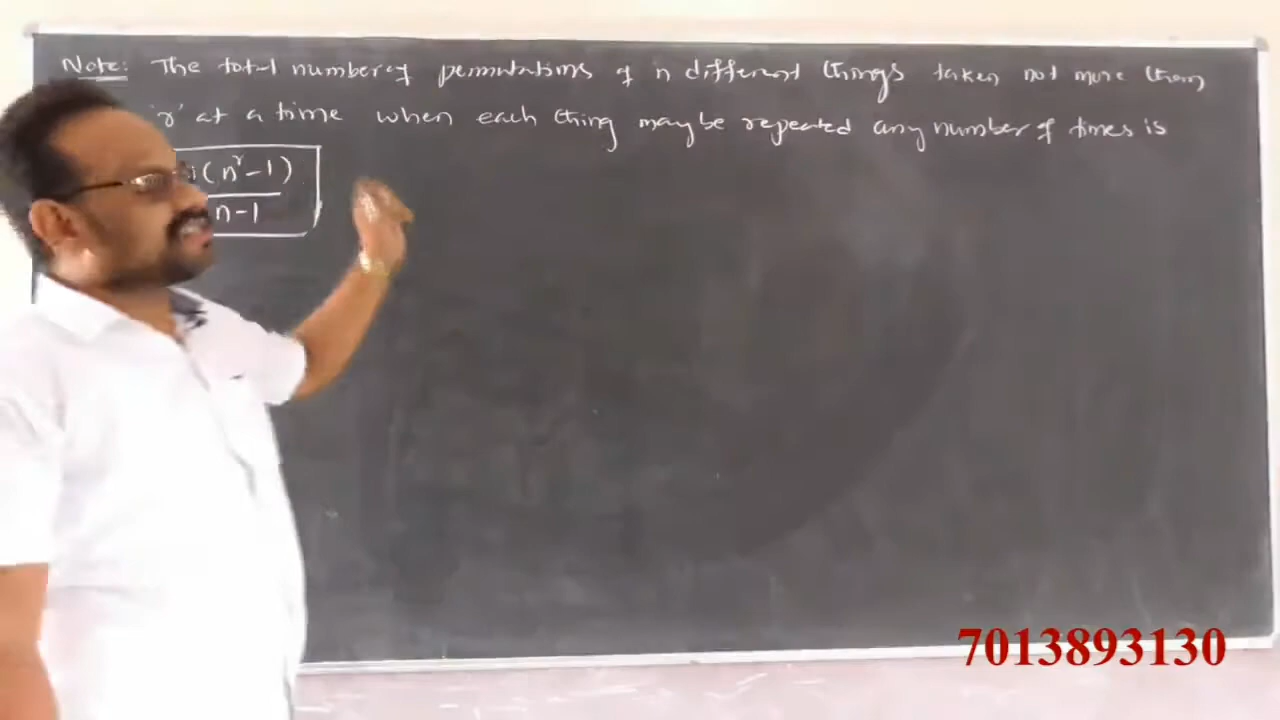 Note: The total number of permutations of n different things taken not more than
'r' at a time when each thing may be repeated any number of times is
n(nʳ-1)
n-1
7013893130